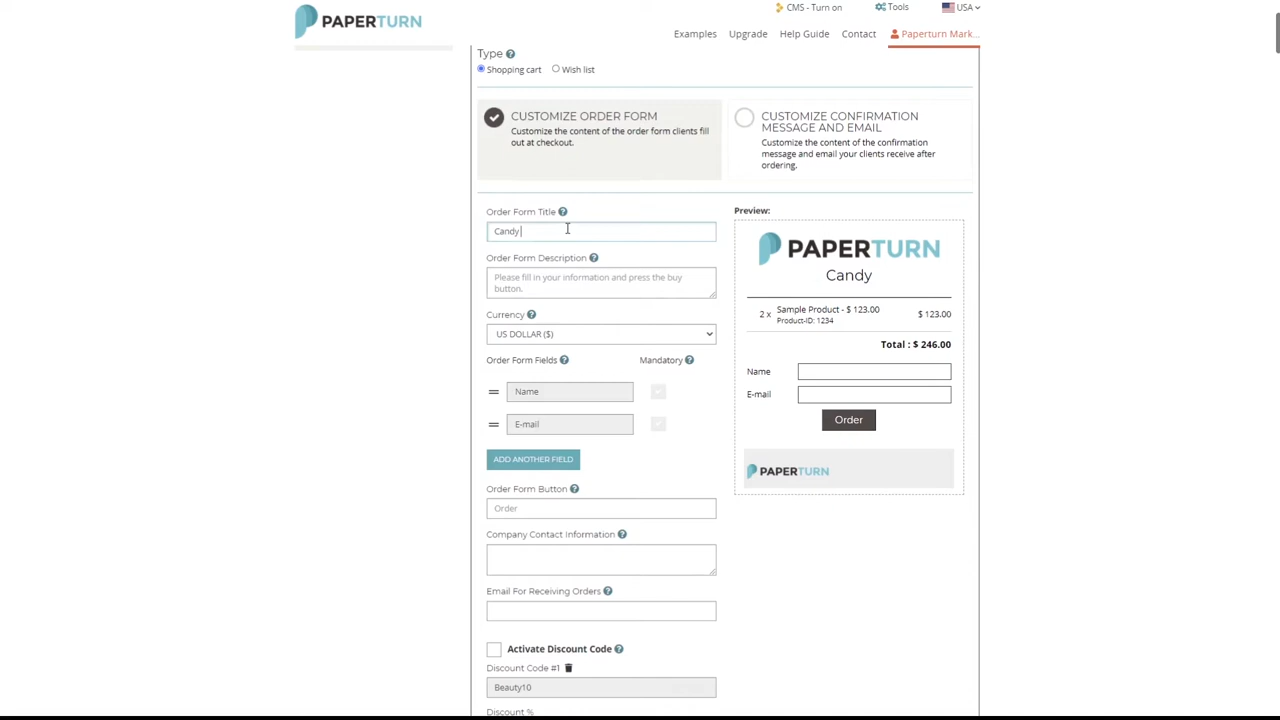 PAPERTURN
CMS - Turn on
Tools
USA
Examples
Upgrade
Help Guide
Contact
Paperturn Mark...
Type ?
Shopping cart
Wish list
CUSTOMIZE ORDER FORM
Customize the content of the order form clients fill
out at checkout.
CUSTOMIZE CONFIRMATION
MESSAGE AND EMAIL
Customize the content of the confirmation
message and email your clients receive after
ordering.
Order Form Title ?
Candy
Order Form Description ?
Please fill in your information and press the buy
button.
Currency ?
US DOLLAR ($)
Order Form Fields ?
Mandatory ?
Name
E-mail
ADD ANOTHER FIELD
Order Form Button ?
Order
Company Contact Information ?
Email For Receiving Orders ?
Activate Discount Code ?
Discount Code #1
Beauty10
Discount %
Preview:
PAPERTURN
Candy
2 x Sample Product - $ 123.00 $ 123.00
Product-ID: 1234
Total : $ 246.00
Name
E-mail
Order
PAPERTURN